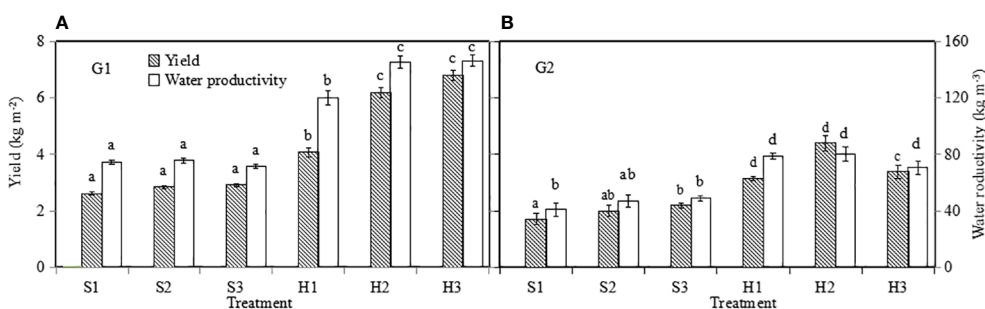 A
B
8
6
4
2
0
Yield (kg m-2)
G1
Yield
Water productivity
a a
a a
a a
b b
c c
c c
S1 S2 S3 H1 H2 H3
Treatment
G2
a b
ab ab
b b
d d
d d
c d
S1 S2 S3 H1 H2 H3
Treatment
160
120
80
40
0
Water roductivity (kg m-3)